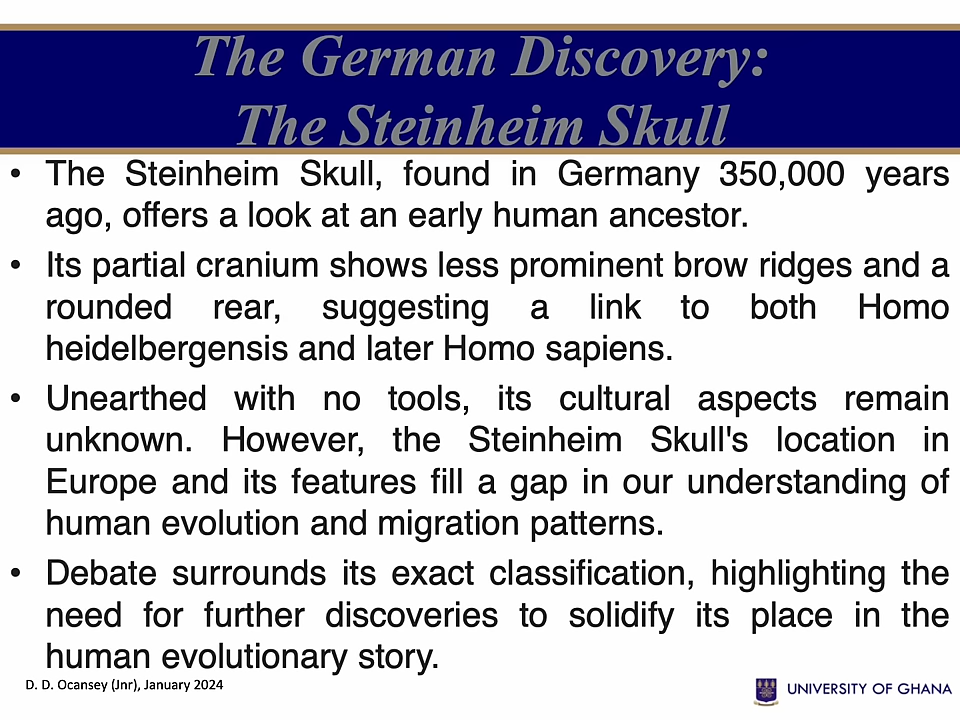 The German Discovery:
The Steinheim Skull
• The Steinheim Skull, found in Germany 350,000 years
ago, offers a look at an early human ancestor.
• Its partial cranium shows less prominent brow ridges and a
rounded rear, suggesting a link to both Homo
heidelbergensis and later Homo sapiens.
• Unearthed with no tools, its cultural aspects remain
unknown. However, the Steinheim Skull's location in
Europe and its features fill a gap in our understanding of
human evolution and migration patterns.
• Debate surrounds its exact classification, highlighting the
need for further discoveries to solidify its place in the
human evolutionary story.
D. D. Ocansey (Jnr), January 2024
UNIVERSITY OF GHANA